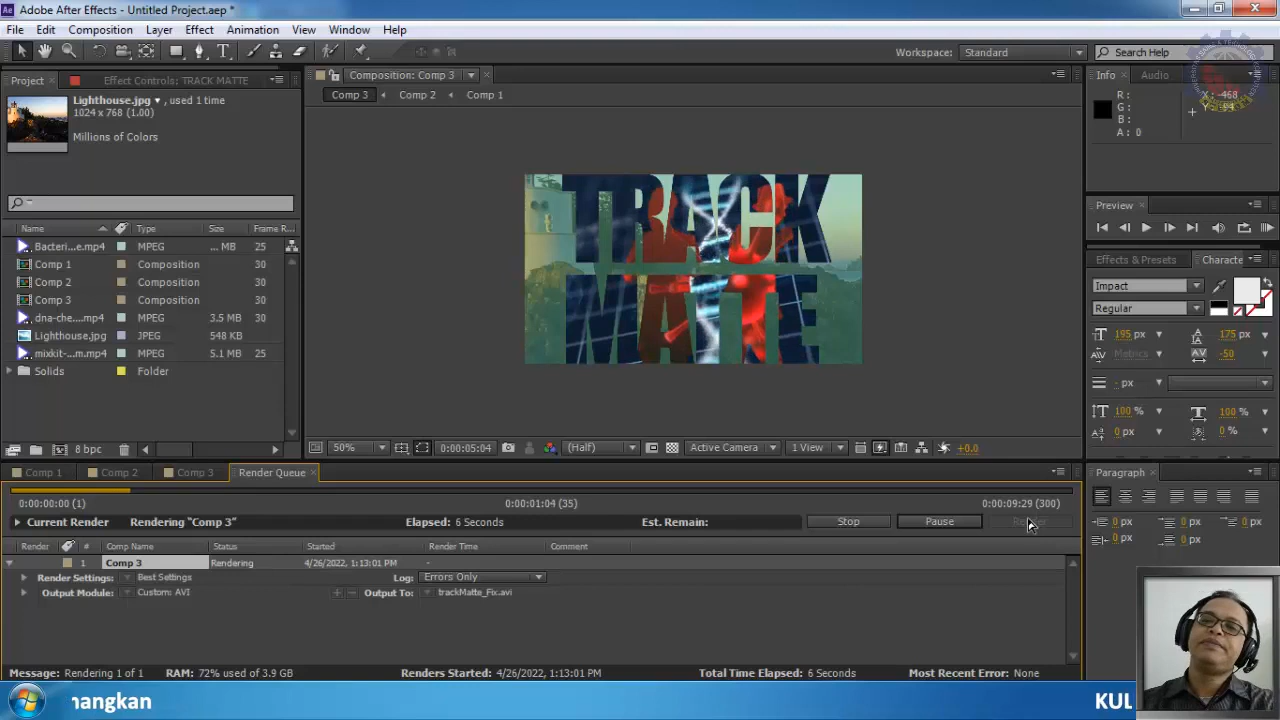 Adobe After Effects - Untitled Project.aep *
File Edit Composition Layer Effect Animation View Window Help
Workspace: Standard Search Help
Project Effect Controls: TRACK MATTE
Composition: Comp 3
Info Audio
Lighthouse.jpg , used 1 time
1024 x 768 (1.00)
Millions of Colors
Comp 3 Comp 2 Comp 1
R: X: -468
G:
B:
A: 0
TRACK
MATTE
Preview
Name Type Size Frame R...
Bacteri...e.mp4 MPEG ... MB 25
Comp 1 Composition 30
Comp 2 Composition 30
Comp 3 Composition 30
dna-che....mp4 MPEG 3.5 MB 30
Lighthouse.jpg JPEG 548 KB
mixkit-...m.mp4 MPEG 5.1 MB 25
Solids Folder
8 bpc
Effects & Presets Characte
Impact
Regular
195 px 175 px
Metrics -50
- px
100 % 100 %
0 px 0 %
50% 0:00:05:04 (Half) Active Camera 1 View +0.0
Comp 1 Comp 2 Comp 3 Render Queue
Paragraph
0 px 0 px 0 px
0 px 0 px
0:00:00:00 (1) 0:00:01:04 (35) 0:00:09:29 (300)
Current Render Rendering "Comp 3" Elapsed: 6 Seconds Est. Remain: Stop Pause
Render # Comp Name Status Started Render Time Comment
1 Comp 3 Rendering 4/26/2022, 1:13:01 PM -
Render Settings: Best Settings Log: Errors Only
Output Module: Custom: AVI Output To: trackMatte_Fix.avi
Message: Rendering 1 of 1 RAM: 72% used of 3.9 GB Renders Started: 4/26/2022, 1:13:01 PM Total Time Elapsed: 6 Seconds Most Recent Error: None
nangkan KUL